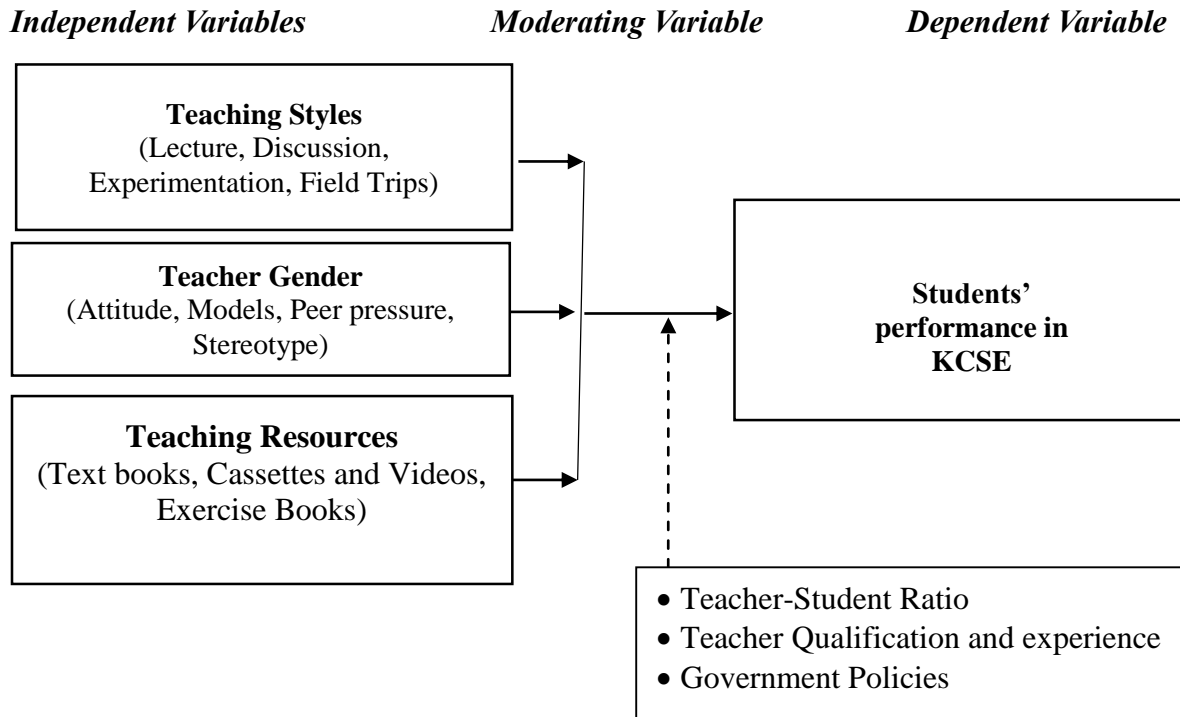 Independent Variables Moderating Variable Dependent Variable
Teaching Styles
(Lecture, Discussion,
Experimentation, Field Trips)
Teacher Gender
(Attitude, Models, Peer pressure,
Stereotype)
Teaching Resources
(Text books, Cassettes and Videos,
Exercise Books)
Students’
performance in
KCSE
• Teacher-Student Ratio
• Teacher Qualification and experience
• Government Policies